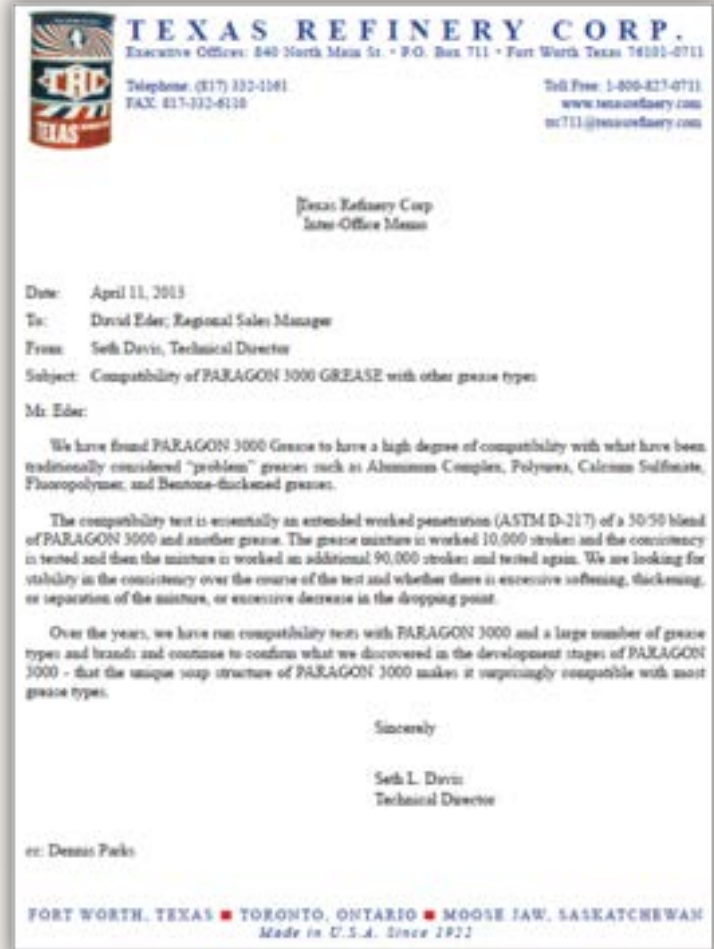 TRC
TEXAS
TEXAS REFINERY CORP.
Executive Offices: 840 North Main St. • P.O. Box 711 • Fort Worth Texas 76101-0711
Telephone: (817) 332-1161
Toll Free: 1-800-827-0711
FAX: 817-332-6110
www.texasrefinery.com
trc711@texasrefinery.com
Texas Refinery Corp
Inter-Office Memo
Date: April 11, 2013
To: David Eder; Regional Sales Manager
From: Seth Davis, Technical Director
Subject: Compatibility of PARAGON 3000 GREASE with other grease types
Mr. Eder:
We have found PARAGON 3000 Grease to have a high degree of compatibility with what have been
traditionally considered "problem" greases such as Aluminum Complex, Polyurea, Calcium Sulfonate,
Fluoropolymer, and Bentone-thickened greases.
The compatibility test is essentially an extended worked penetration (ASTM D-217) of a 50/50 blend
of PARAGON 3000 and another grease. The grease mixture is worked 10,000 strokes and the consistency
is tested and then the mixture is worked an additional 90,000 strokes and tested again. We are looking for
stability in the consistency over the course of the test and whether there is excessive softening, thickening,
or separation of the mixture, or excessive decrease in the dropping point.
Over the years, we have run compatibility tests with PARAGON 3000 and a large number of grease
types and brands and continue to confirm what we discovered in the development stages of PARAGON
3000 - that the unique soap structure of PARAGON 3000 makes it surprisingly compatible with most
grease types.
Sincerely
Seth L. Davis
Technical Director
cc: Dennis Parks
FORT WORTH, TEXAS ■ TORONTO, ONTARIO ■ MOOSE JAW, SASKATCHEWAN
Made in U.S.A. Since 1922